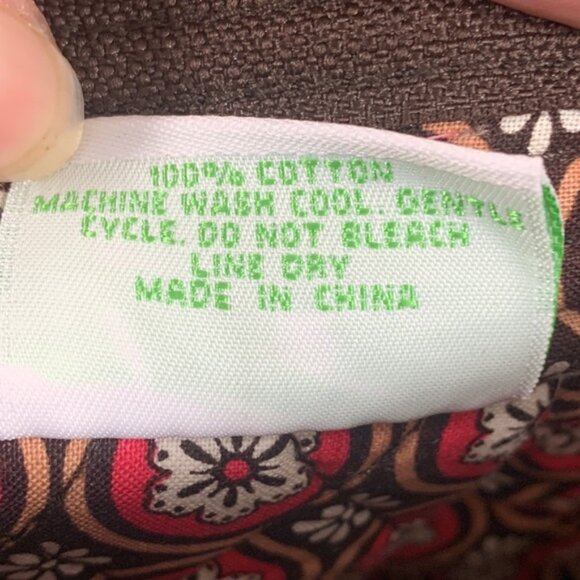 100% COTTON
MACHINE WASH COOL. GENTLE
CYCLE. DO NOT BLEACH
LINE DRY
MADE IN CHINA